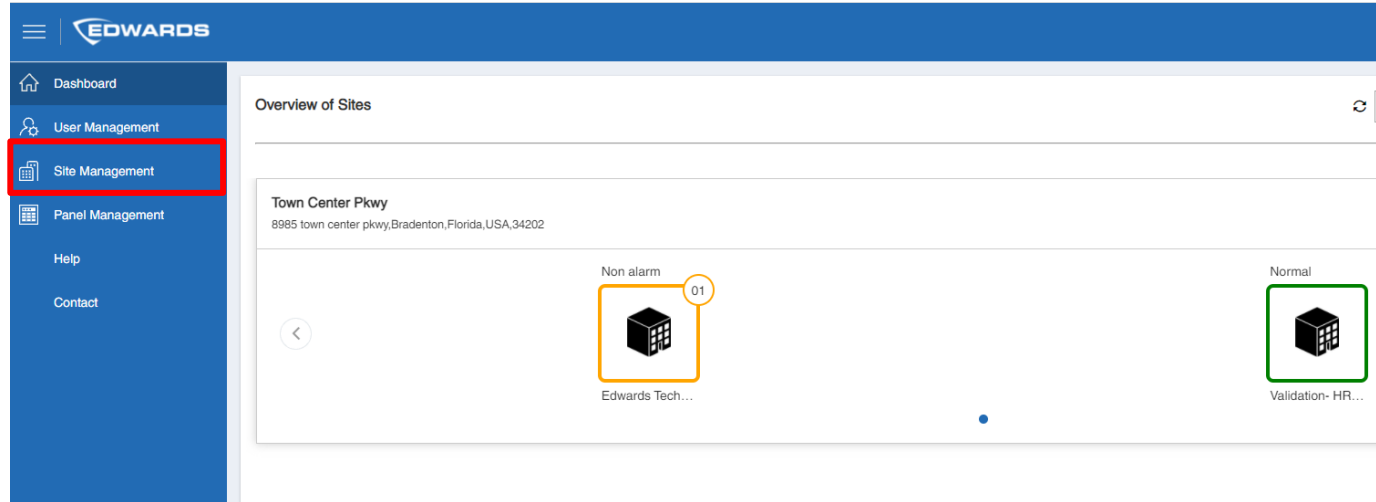 EDWARDS
Dashboard
User Management
Site Management
Panel Management
Help
Contact
Overview of Sites
Town Center Pkwy
8985 town center pkwy,Bradenton,Florida,USA,34202
Non alarm
01
Edwards Tech...
Normal
Validation- HR...